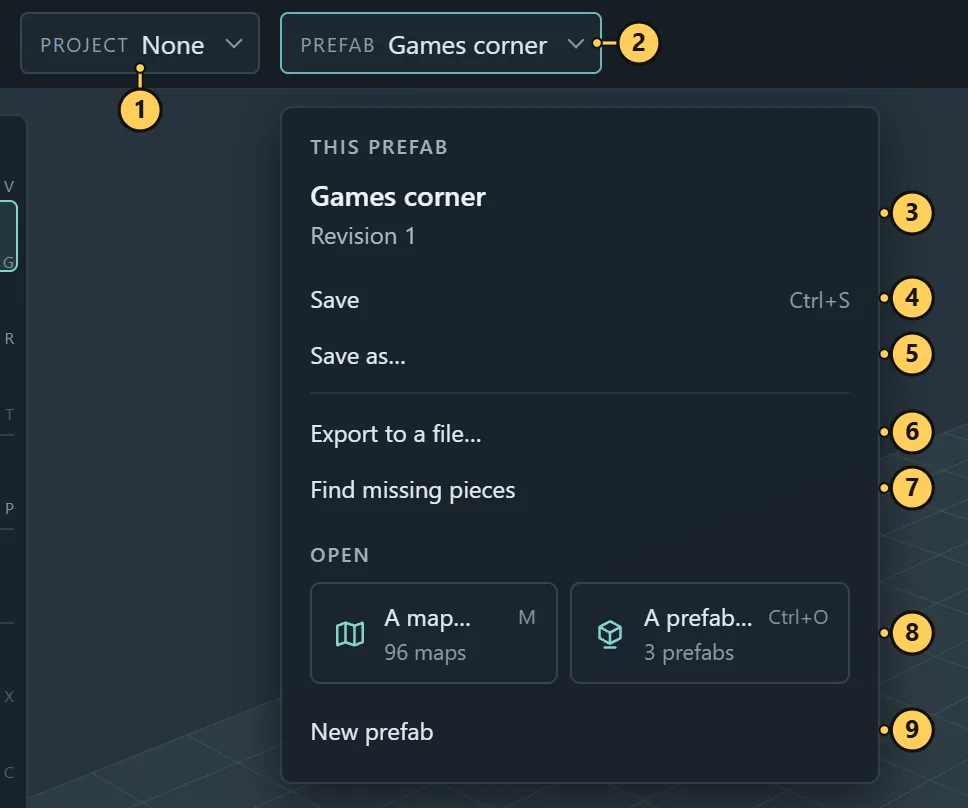 PROJECT None
PREFAB Games corner
2
1
THIS PREFAB
Games corner
3
Revision 1
Save Ctrl+S
4
Save as...
5
Export to a file...
6
Find missing pieces
7
OPEN
A map... M
96 maps
A prefab... Ctrl+O
3 prefabs
8
New prefab
9
V
G
R
T
P
X
C